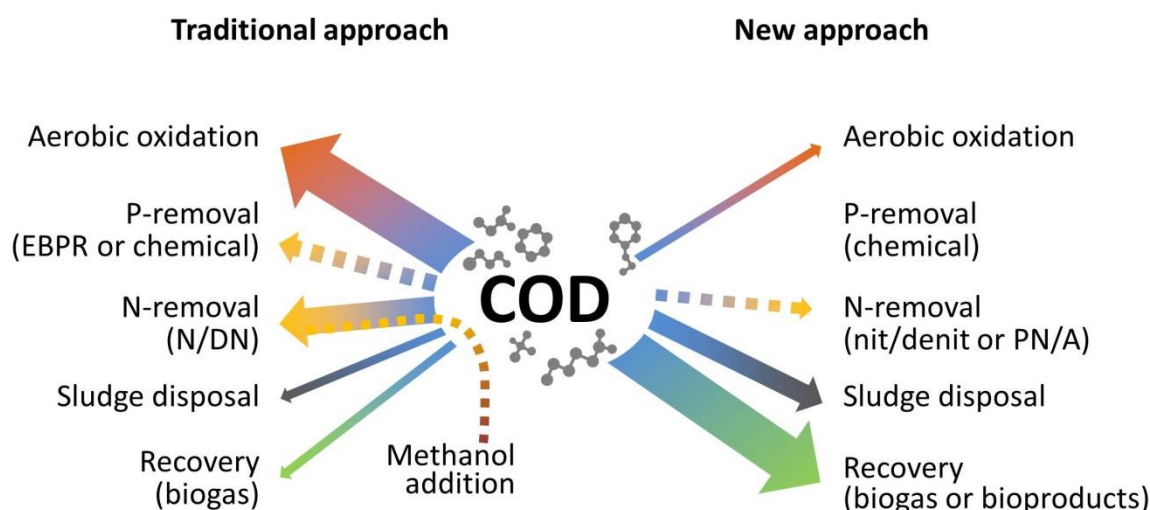 Traditional approach
New approach
Aerobic oxidation
P-removal
(EBPR or chemical)
N-removal
(N/DN)
Sludge disposal
Recovery
(biogas)
Methanol
addition
COD
Aerobic oxidation
P-removal
(chemical)
N-removal
(nit/denit or PN/A)
Sludge disposal
Recovery
(biogas or bioproducts)